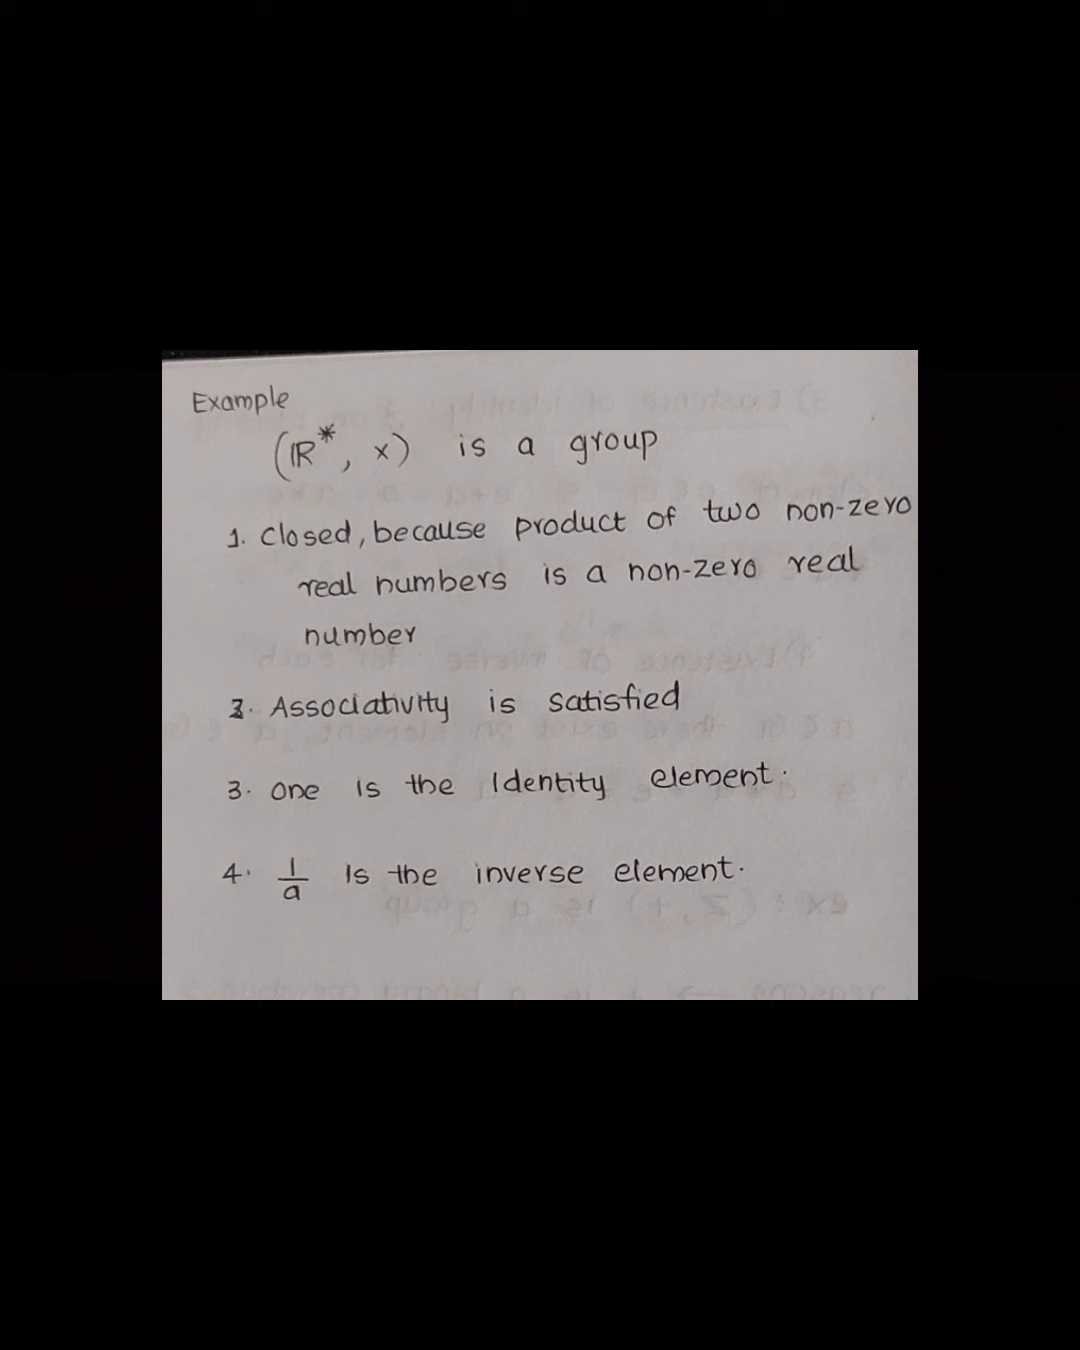 Example
(ℝ*, ×) is a group
1. closed, because product of two non-zero
real numbers is a non-zero real
number
2. Associativity is satisfied
3. one is the Identity element.
4. 1/a is the inverse element.